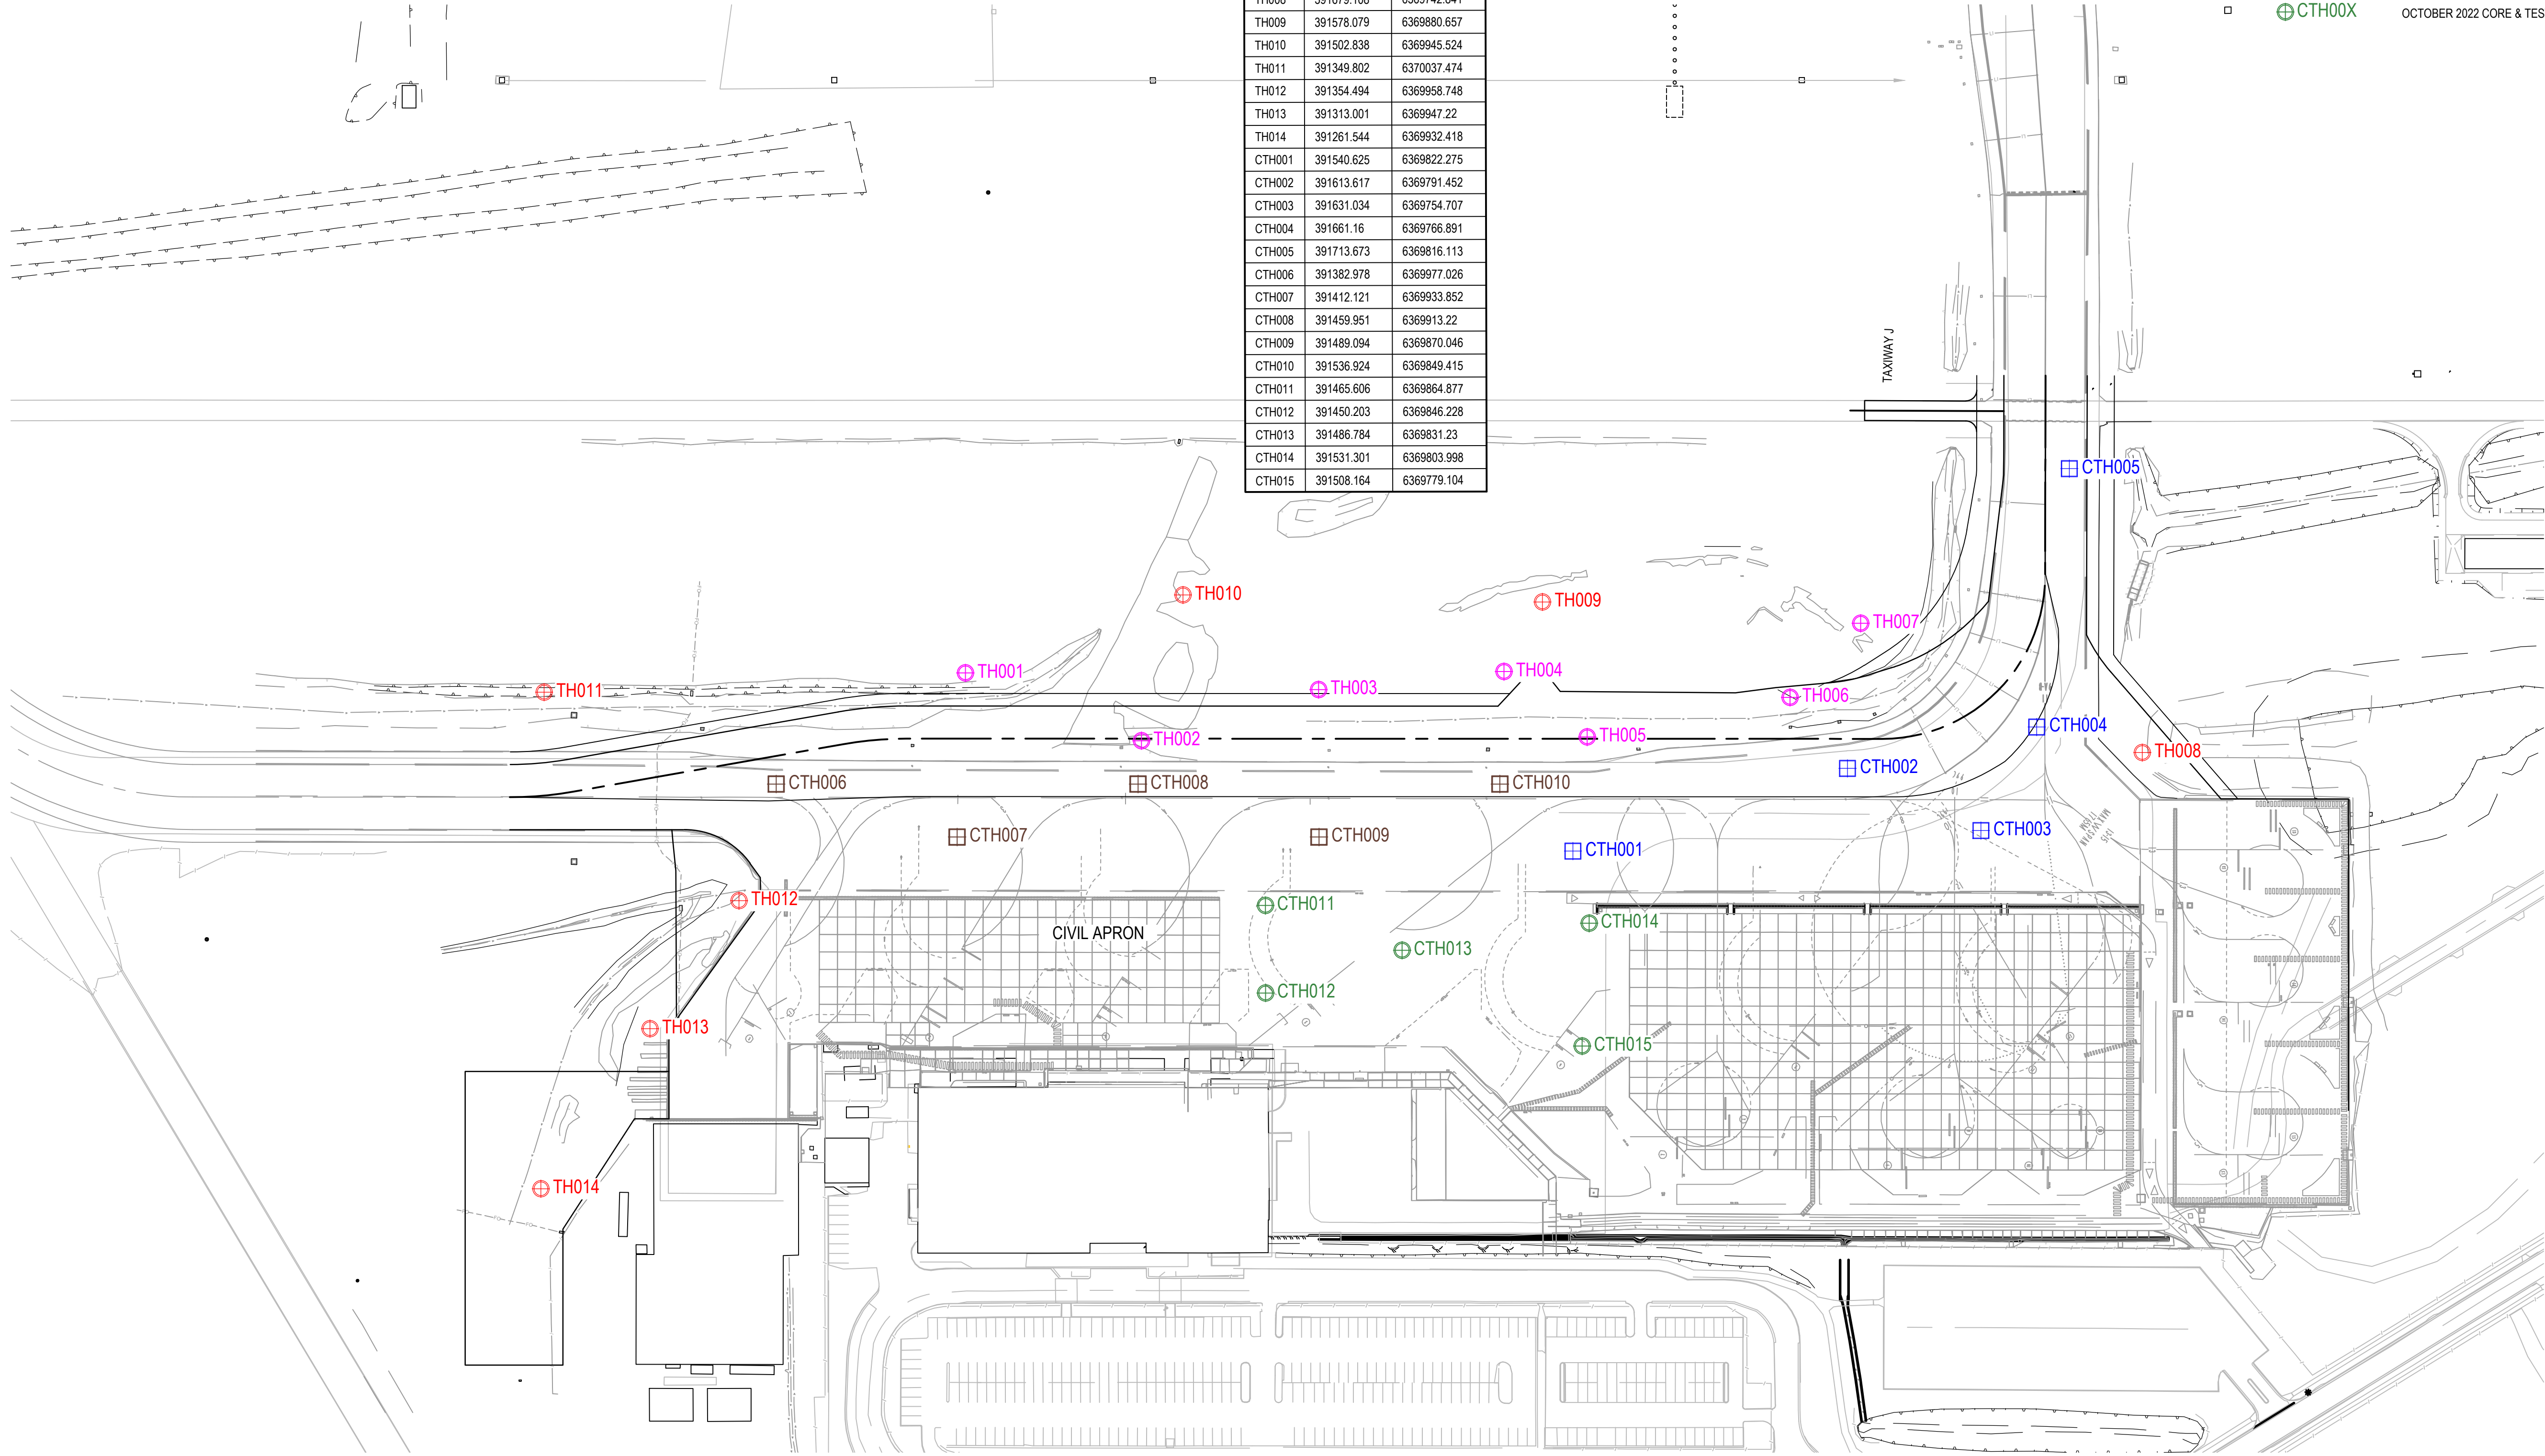 CTH00X OCTOBER 2022 CORE & TES
TH009 391578.079 6369880.657
TH010 391502.838 6369945.524
TH011 391349.802 6370037.474
TH012 391354.494 6369958.748
TH013 391313.001 6369947.22
TH014 391261.544 6369932.418
CTH001 391540.625 6369822.275
CTH002 391613.617 6369791.452
CTH003 391631.034 6369754.707
CTH004 391661.16 6369766.891
CTH005 391713.673 6369816.113
CTH006 391382.978 6369977.026
CTH007 391412.121 6369933.852
CTH008 391459.951 6369913.22
CTH009 391489.094 6369870.046
CTH010 391536.924 6369849.415
CTH011 391465.606 6369864.877
CTH012 391450.203 6369846.228
CTH013 391486.784 6369831.23
CTH014 391531.301 6369803.998
CTH015 391508.164 6369779.104
TAXIWAY J
CTH005
TH010
TH009
TH007
TH001
TH004
TH011
TH003
TH006
CTH004
TH002
TH005
TH008
CTH002
CTH006
CTH008
CTH010
CTH003
CTH007
CTH009
CTH001
TH012
CTH011
CTH014
CIVIL APRON
CTH013
CTH012
TH013
CTH015
TH014